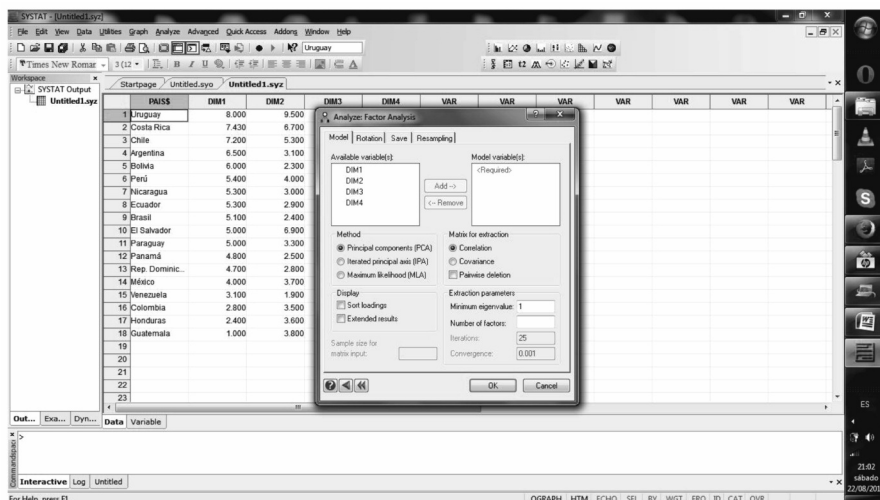 SYSTAT - [Untitled1.syz]
File Edit View Data Utilities Graph Analyze Advanced Quick Access Addons Window Help
Uruguay
Times New Romar
Workspace
SYSTAT Output
Untitled1.syz
Startpage Untitled.syo Untitled1.syz
PAIS$ DIM1 DIM2 DIM3 DIM4 VAR VAR VAR VAR VAR VAR VAR
1 Uruguay 8.000 9.500
2 Costa Rica 7.430 6.700
3 Chile 7.200 5.300
4 Argentina 6.500 3.100
5 Bolivia 6.000 2.300
6 Perú 5.400 4.000
7 Nicaragua 5.300 3.000
8 Ecuador 5.300 2.900
9 Brasil 5.100 2.400
10 El Salvador 5.000 6.900
11 Paraguay 5.000 3.300
12 Panamá 4.800 2.500
13 Rep. Dominic... 4.700 2.800
14 México 4.000 3.700
15 Venezuela 3.100 1.900
16 Colombia 2.800 3.500
17 Honduras 2.400 3.600
18 Guatemala 1.000 3.800
19
20
21
22
23
Analyze: Factor Analysis
Model Rotation Save Resampling
Available variable(s):
DIM1
DIM2
DIM3
DIM4
Add -->
<-- Remove
Model variable(s):
<Required>
Method
Principal components (PCA)
Iterated principal axis (IPA)
Maximum likelihood (MLA)
Matrix for extraction
Correlation
Covariance
Pairwise deletion
Display
Sort loadings
Extended results
Extraction parameters
Minimum eigenvalue: 1
Number of factors:
Iterations: 25
Convergence: 0.001
Sample size for
matrix input:
OK Cancel
Out... Exa... Dyn...
Data Variable
>
Commandspace
Interactive Log Untitled
For Help, press F1
QGRAPH HTM ECHO SEL BY WGT FRQ ID CAT OVR
ES
21:02
sábado
22/08/201